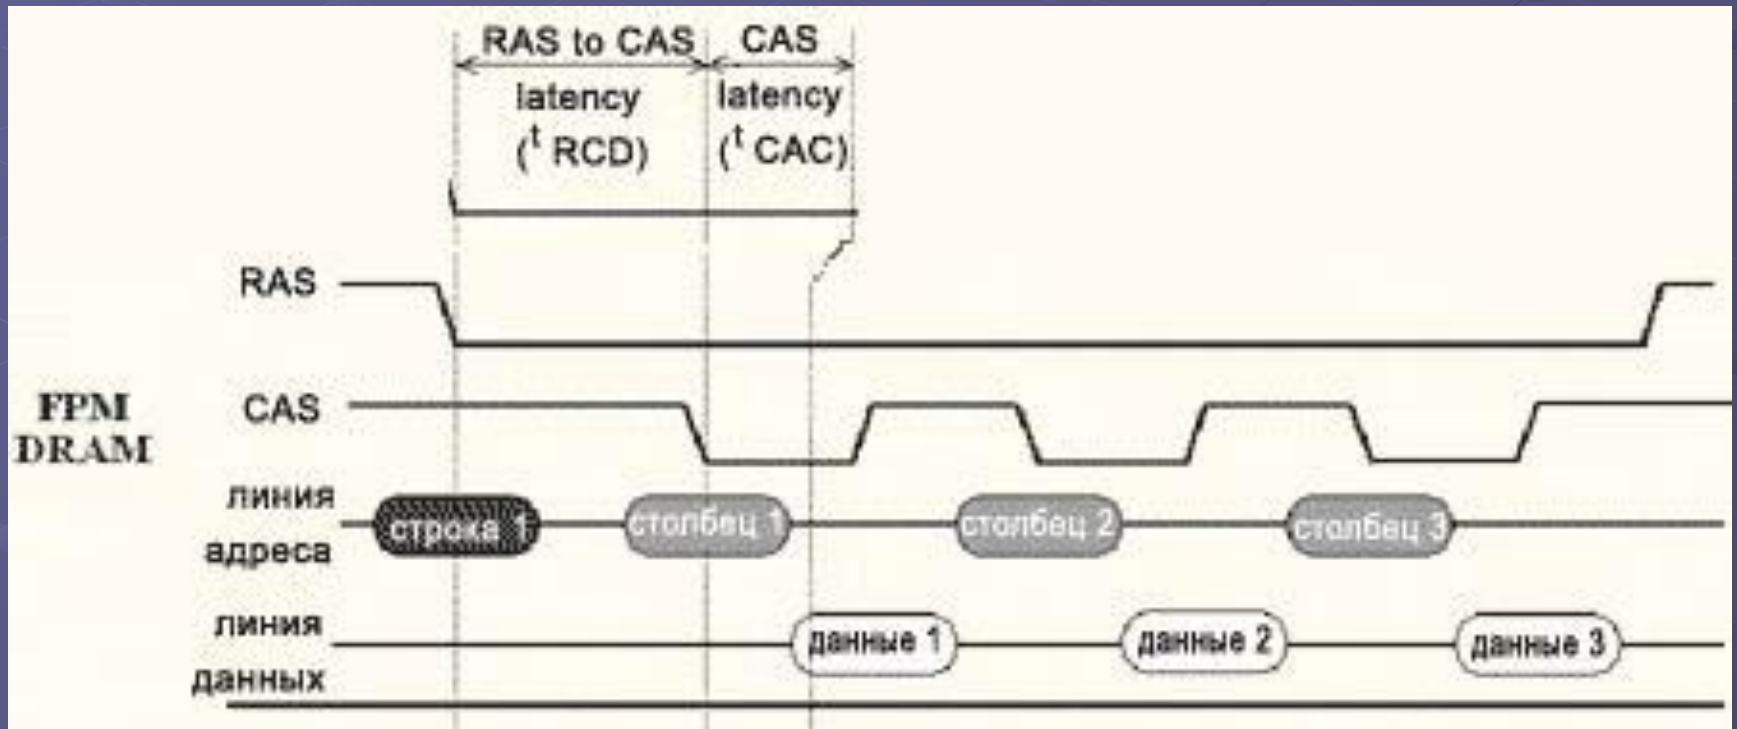 RAS to CAS
latency
(t RCD)
CAS
latency
(t CAC)
RAS
FPM
DRAM
CAS
линия
адреса
строка 1
столбец 1
столбец 2
столбец 3
линия
данных
данные 1
данные 2
данные 3